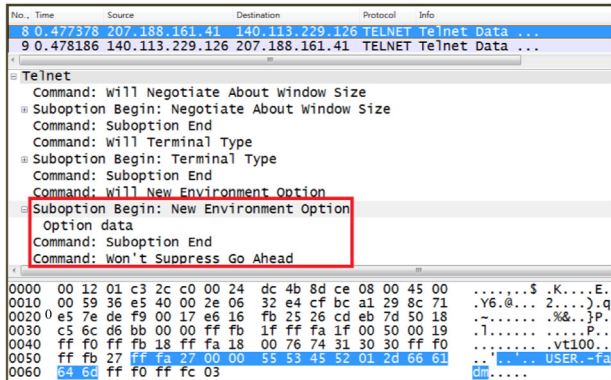 No. . Time Source Destination Protocol Info
8 0.477378 207.188.161.41 140.113.229.126 TELNET Telnet Data ...
9 0.478186 140.113.229.126 207.188.161.41 TELNET Telnet Data ...
Telnet
Command: Will Negotiate About Window Size
Suboption Begin: Negotiate About Window Size
Command: Suboption End
Command: Will Terminal Type
Suboption Begin: Terminal Type
Command: Suboption End
Command: Will New Environment Option
Suboption Begin: New Environment Option
Option data
Command: Suboption End
Command: Won't Suppress Go Ahead
0000 00 12 01 c3 2c c0 00 24 dc 4b 8d ce 08 00 45 00 ....,..$ .K....E.
0010 00 59 36 e5 40 00 2e 06 32 e4 cf bc a1 29 8c 71 .Y6.@... 2....).q
0020 0 e5 7e de f9 00 17 e6 16 fb 25 26 cd eb 7d 50 18 .~...... .%&..}P.
0030 c5 6c d6 bb 00 00 ff fb 1f ff fa 1f 00 50 00 19 .l...... .....P..
0040 ff f0 ff fb 18 ff fa 18 00 76 74 31 30 30 ff f0 ........ .vt100..
0050 ff fb 27 ff fa 27 00 00 55 53 45 52 01 2d 66 61 ..'..'.. USER.-fa
0060 64 6d ff f0 ff fc 03 dm.....